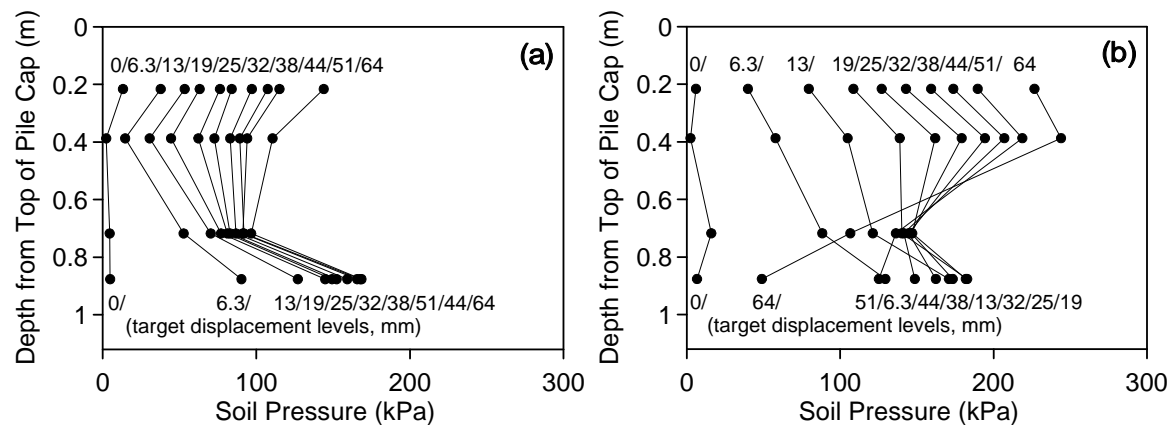 Depth from Top of Pile Cap (m)
0
0.2
0.4
0.6
0.8
1
(a)
0/6.3/13/19/25/32/38/44/51/64
0/ 6.3/ 13/19/25/32/38/51/44/64
(target displacement levels, mm)
0 100 200 300
Soil Pressure (kPa)
Depth from Top of Pile Cap (m)
0
0.2
0.4
0.6
0.8
1
(b)
0/ 6.3/ 13/ 19/25/32/38/44/51/ 64
0/ 64/ 51/6.3/44/38/13/32/25/19
(target displacement levels, mm)
0 100 200 300
Soil Pressure (kPa)